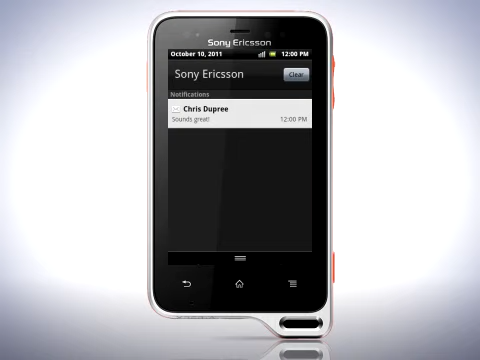 Sony Ericsson
October 10, 2011 12:00 PM
Sony Ericsson Clear
Notifications
Chris Dupree
Sounds great! 12:00 PM